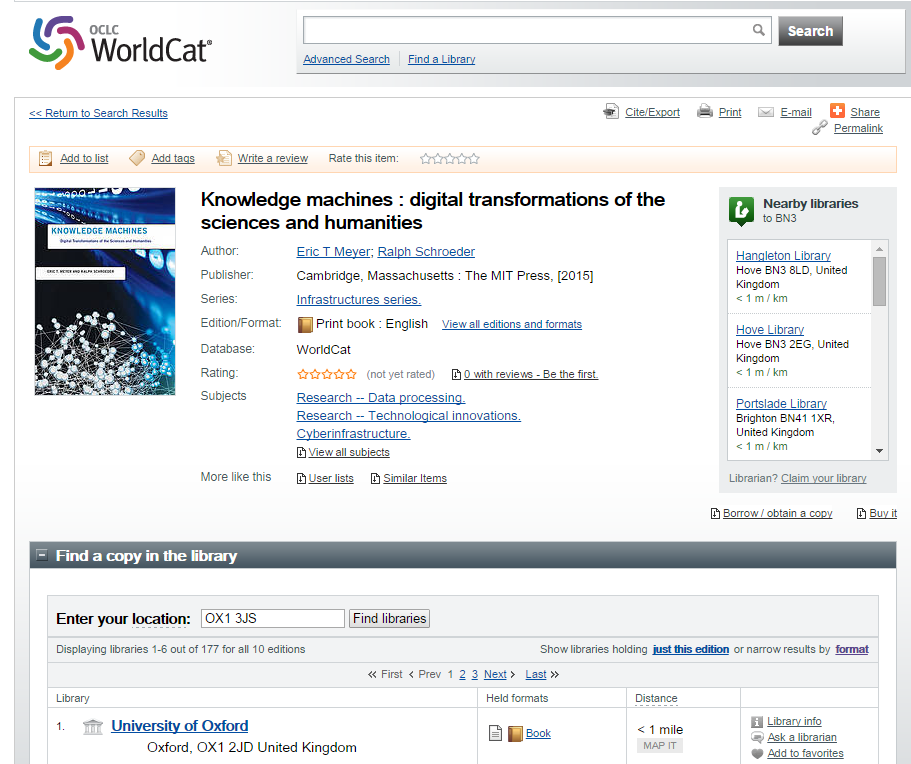 OCLC
WorldCat®
Search
Advanced Search Find a Library
<< Return to Search Results
Cite/Export Print E-mail Share
Permalink
Add to list Add tags Write a review Rate this item:
KNOWLEDGE MACHINES
Digital Transformations of the Sciences and Humanities
ERIC T. MEYER AND RALPH SCHROEDER
Knowledge machines : digital transformations of the
sciences and humanities
Author: Eric T Meyer; Ralph Schroeder
Publisher: Cambridge, Massachusetts : The MIT Press, [2015]
Series: Infrastructures series.
Edition/Format: Print book : English View all editions and formats
Database: WorldCat
Rating: (not yet rated) 0 with reviews - Be the first.
Subjects Research -- Data processing.
Research -- Technological innovations.
Cyberinfrastructure.
View all subjects
More like this User lists Similar Items
Nearby libraries
to BN3
Hangleton Library
Hove BN3 8LD, United
Kingdom
< 1 m / km
Hove Library
Hove BN3 2EG, United
Kingdom
< 1 m / km
Portslade Library
Brighton BN41 1XR,
United Kingdom
< 1 m / km
Librarian? Claim your library
Borrow / obtain a copy Buy it
Find a copy in the library
Enter your location: OX1 3JS Find libraries
Displaying libraries 1-6 out of 177 for all 10 editions
Show libraries holding just this edition or narrow results by format
<< First < Prev 1 2 3 Next > Last >>
Library Held formats Distance
1. University of Oxford
Oxford, OX1 2JD United Kingdom
Book
< 1 mile
MAP IT
Library info
Ask a librarian
Add to favorites